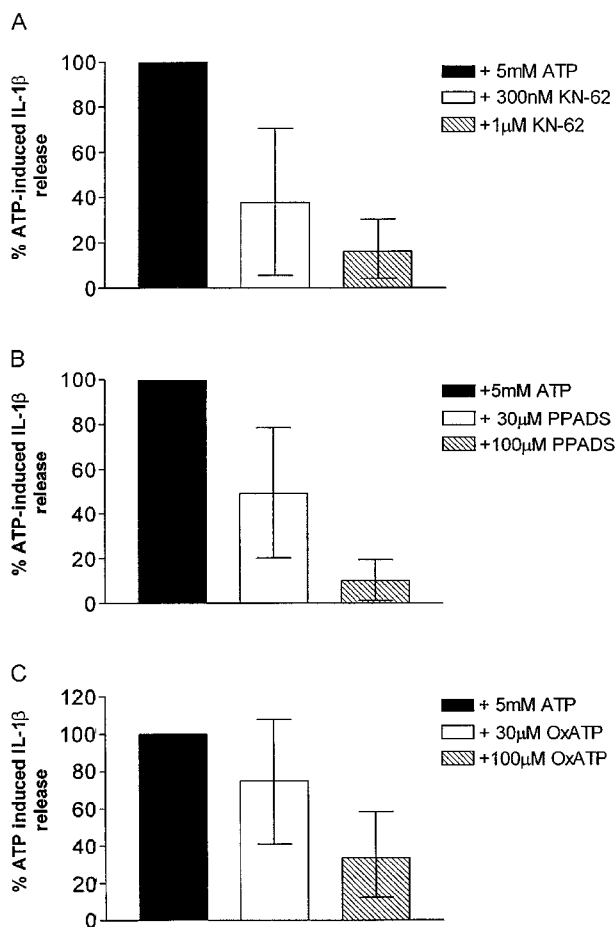 A
% ATP-induced IL-1β
release
100
80
60
40
20
0
+ 5mM ATP
+ 300nM KN-62
+1µM KN-62
B
% ATP-induced IL-1β
release
100
80
60
40
20
0
+5mM ATP
+ 30µM PPADS
+100µM PPADS
C
% ATP induced IL-1β
release
120
100
80
60
40
20
0
+ 5mM ATP
+ 30µM OxATP
+100µM OxATP